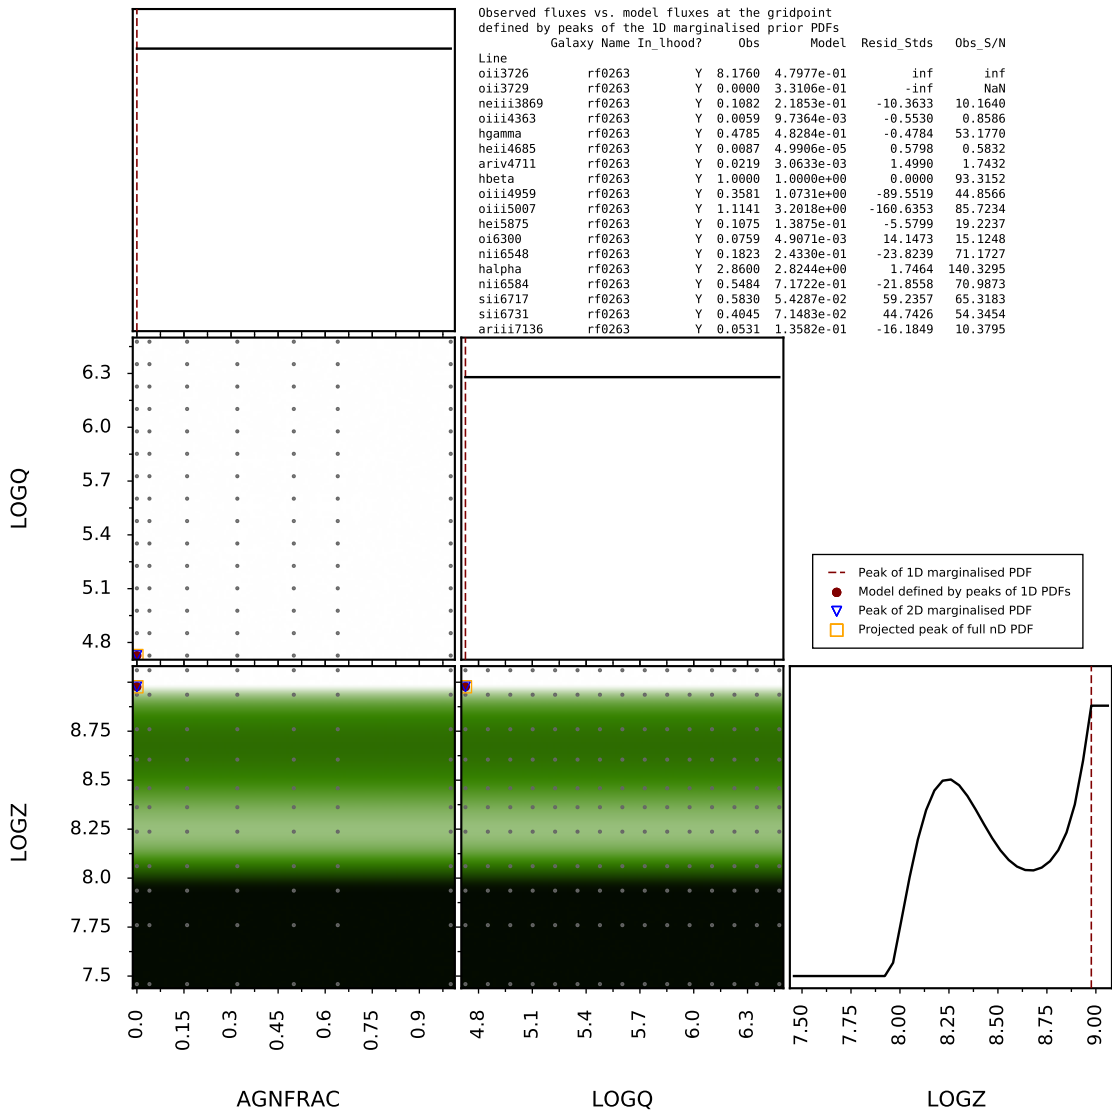 Observed fluxes vs. model fluxes at the gridpoint
defined by peaks of the 1D marginalised prior PDFs
Galaxy Name In_lhood? Obs Model Resid_Stds Obs_S/N
Line
oii3726 rf0263 Y 8.1760 4.7977e-01 inf inf
oii3729 rf0263 Y 0.0000 3.3106e-01 -inf NaN
neiii3869 rf0263 Y 0.1082 2.1853e-01 -10.3633 10.1640
oiii4363 rf0263 Y 0.0059 9.7364e-03 -0.5530 0.8586
hgamma rf0263 Y 0.4785 4.8284e-01 -0.4784 53.1770
heii4685 rf0263 Y 0.0087 4.9906e-05 0.5798 0.5832
ariv4711 rf0263 Y 0.0219 3.0633e-03 1.4990 1.7432
hbeta rf0263 Y 1.0000 1.0000e+00 0.0000 93.3152
oiii4959 rf0263 Y 0.3581 1.0731e+00 -89.5519 44.8566
oiii5007 rf0263 Y 1.1141 3.2018e+00 -160.6353 85.7234
hei5875 rf0263 Y 0.1075 1.3875e-01 -5.5799 19.2237
oi6300 rf0263 Y 0.0759 4.9071e-03 14.1473 15.1248
nii6548 rf0263 Y 0.1823 2.4330e-01 -23.8239 71.1727
halpha rf0263 Y 2.8600 2.8244e+00 1.7464 140.3295
nii6584 rf0263 Y 0.5484 7.1722e-01 -21.8558 70.9873
sii6717 rf0263 Y 0.5830 5.4287e-02 59.2357 65.3183
sii6731 rf0263 Y 0.4045 7.1483e-02 44.7426 54.3454
ariii7136 rf0263 Y 0.0531 1.3582e-01 -16.1849 10.3795
6.3
6.0
5.7
5.4
5.1
4.8
LOGQ
Peak of 1D marginalised PDF
Model defined by peaks of 1D PDFs
Peak of 2D marginalised PDF
Projected peak of full nD PDF
8.75
8.5
8.25
8.0
7.75
7.5
LOGZ
0.0 0.15 0.3 0.45 0.6 0.75 0.9
4.8 5.1 5.4 5.7 6.0 6.3
7.50 7.75 8.00 8.25 8.50 8.75 9.00
AGNFRAC LOGQ LOGZ